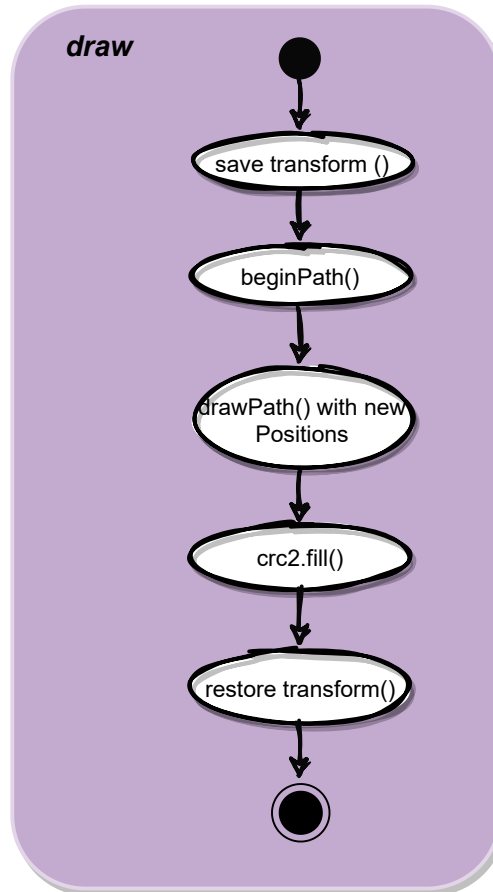 draw
save transform ()
beginPath()
drawPath() with new
Positions
crc2.fill()
restore transform()